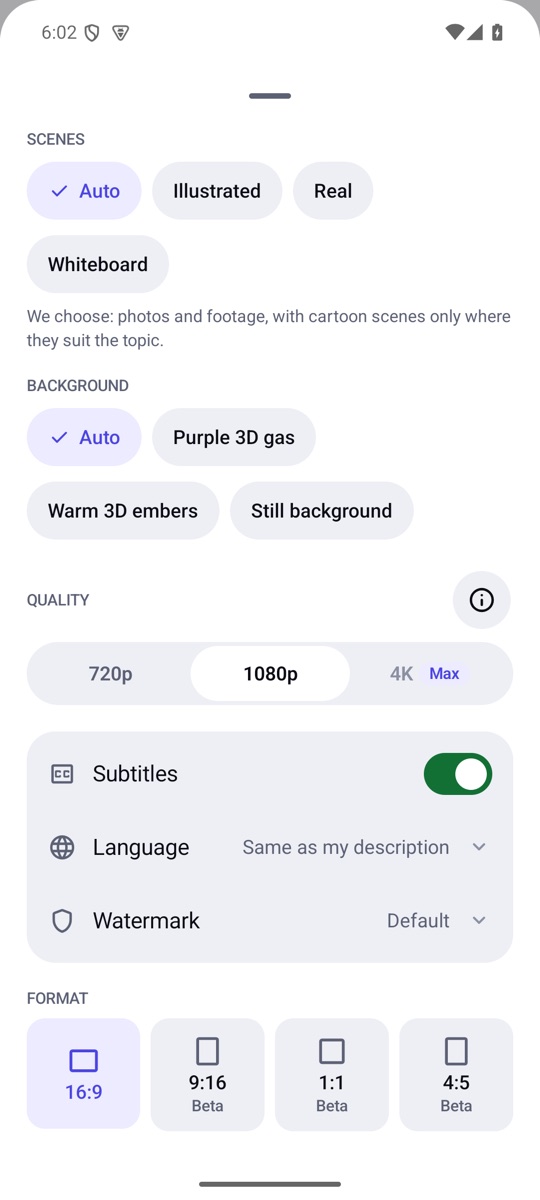 6:02
SCENES
Auto
Illustrated
Real
Whiteboard
We choose: photos and footage, with cartoon scenes only where
they suit the topic.
BACKGROUND
Auto
Purple 3D gas
Warm 3D embers
Still background
QUALITY
720p
1080p
4K Max
CC Subtitles
Language Same as my description
Watermark Default
FORMAT
16:9
9:16
Beta
1:1
Beta
4:5
Beta